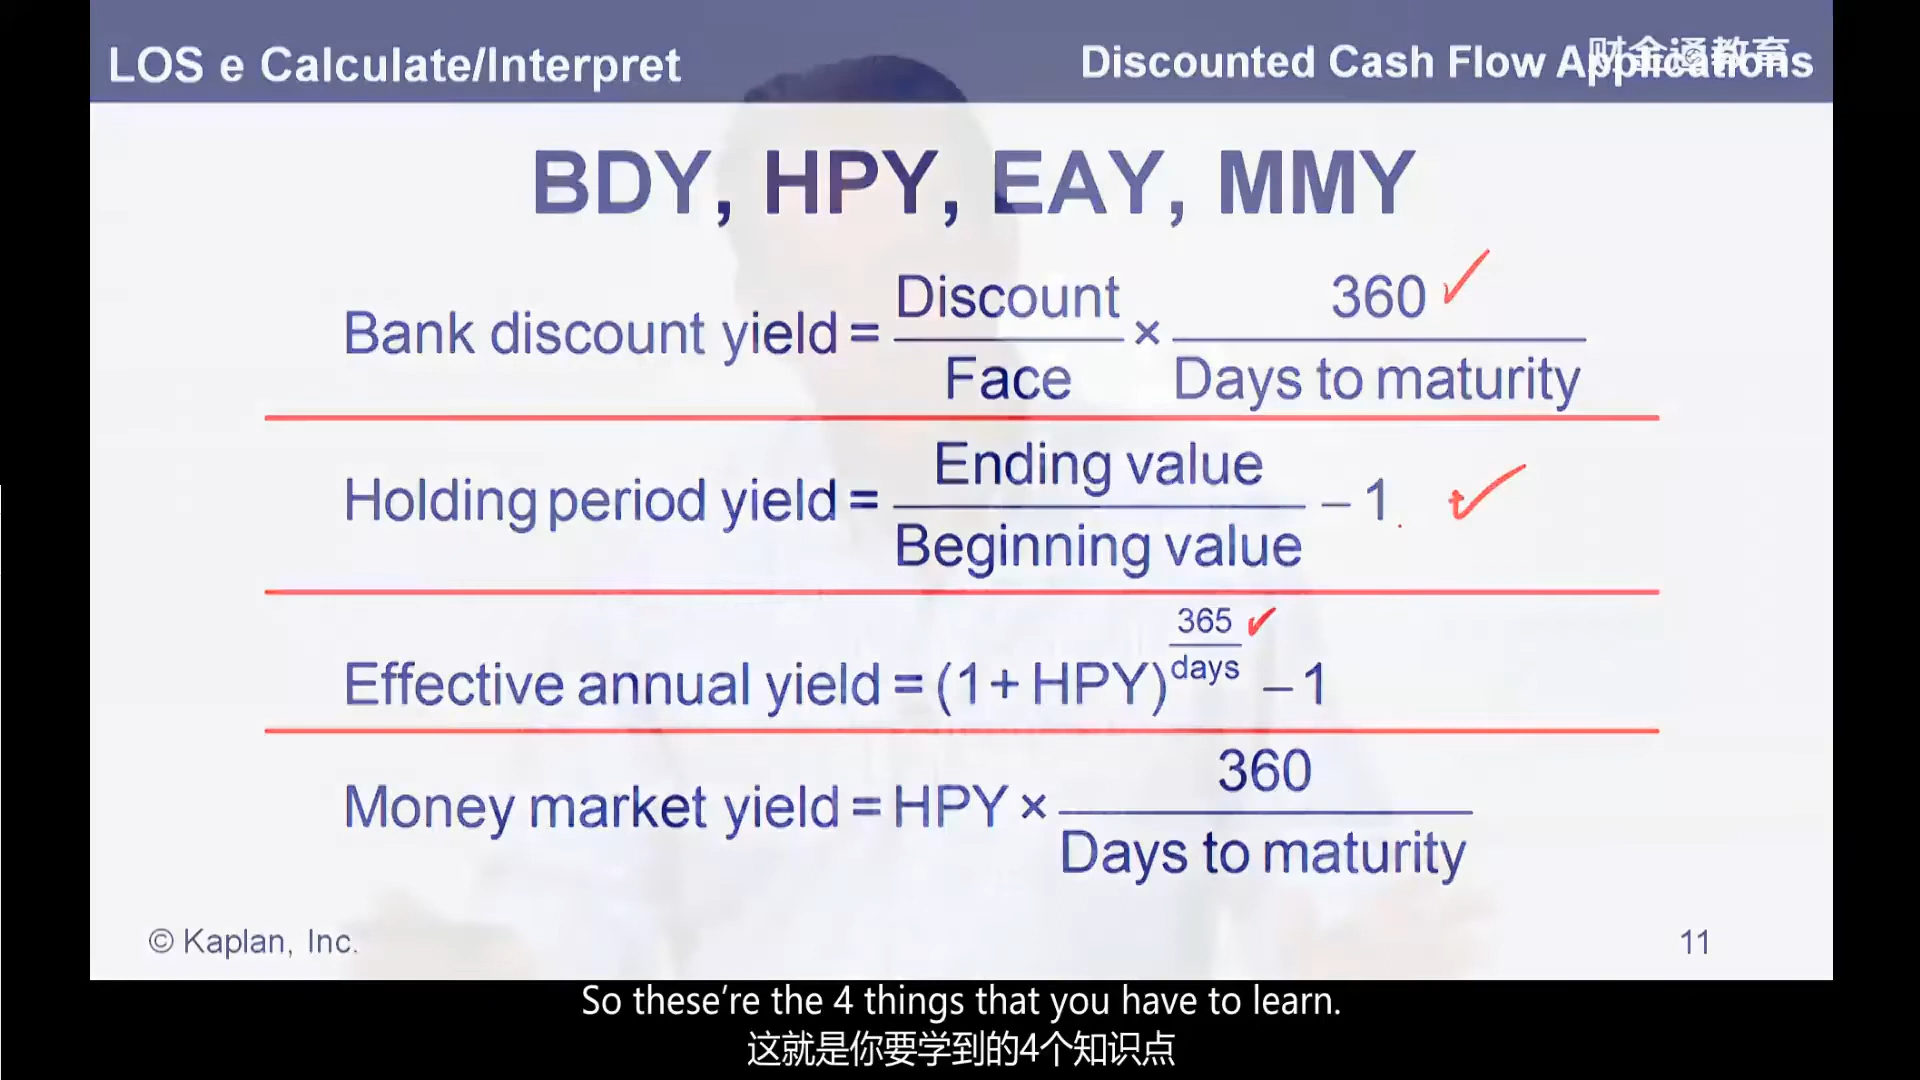 LOS e Calculate/Interpret
Discounted Cash Flow Applications
财金通教育
BDY, HPY, EAY, MMY
Bank discount yield = Discount / Face × 360 / Days to maturity
Holding period yield = Ending value / Beginning value − 1
Effective annual yield = (1 + HPY)^(365 / days) − 1
Money market yield = HPY × 360 / Days to maturity
© Kaplan, Inc.
11
So these're the 4 things that you have to learn.
这就是你要学到的4个知识点